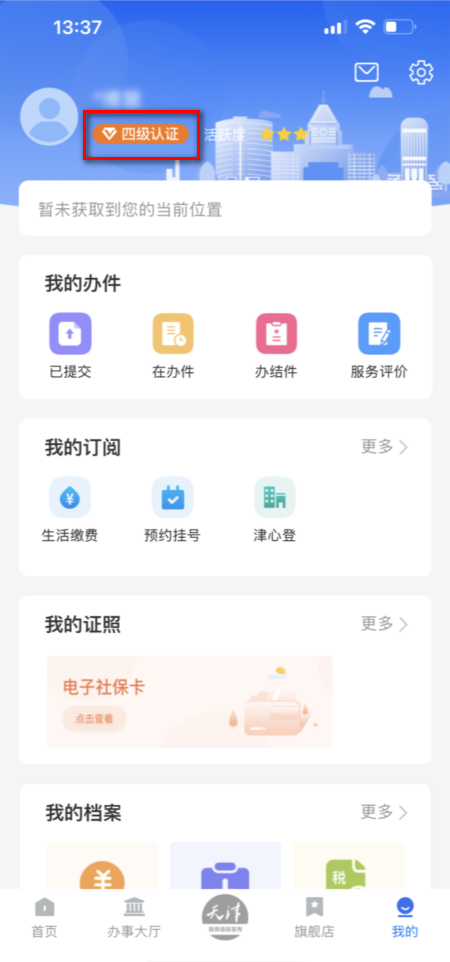 13:37
四级认证 活跃度
暂未获取到您的当前位置
我的办件
已提交 在办件 办结件 服务评价
我的订阅 更多
生活缴费 预约挂号 津心登
我的证照 更多
电子社保卡
点击查看
我的档案 更多
税
天津
首页 办事大厅 旗舰店 我的